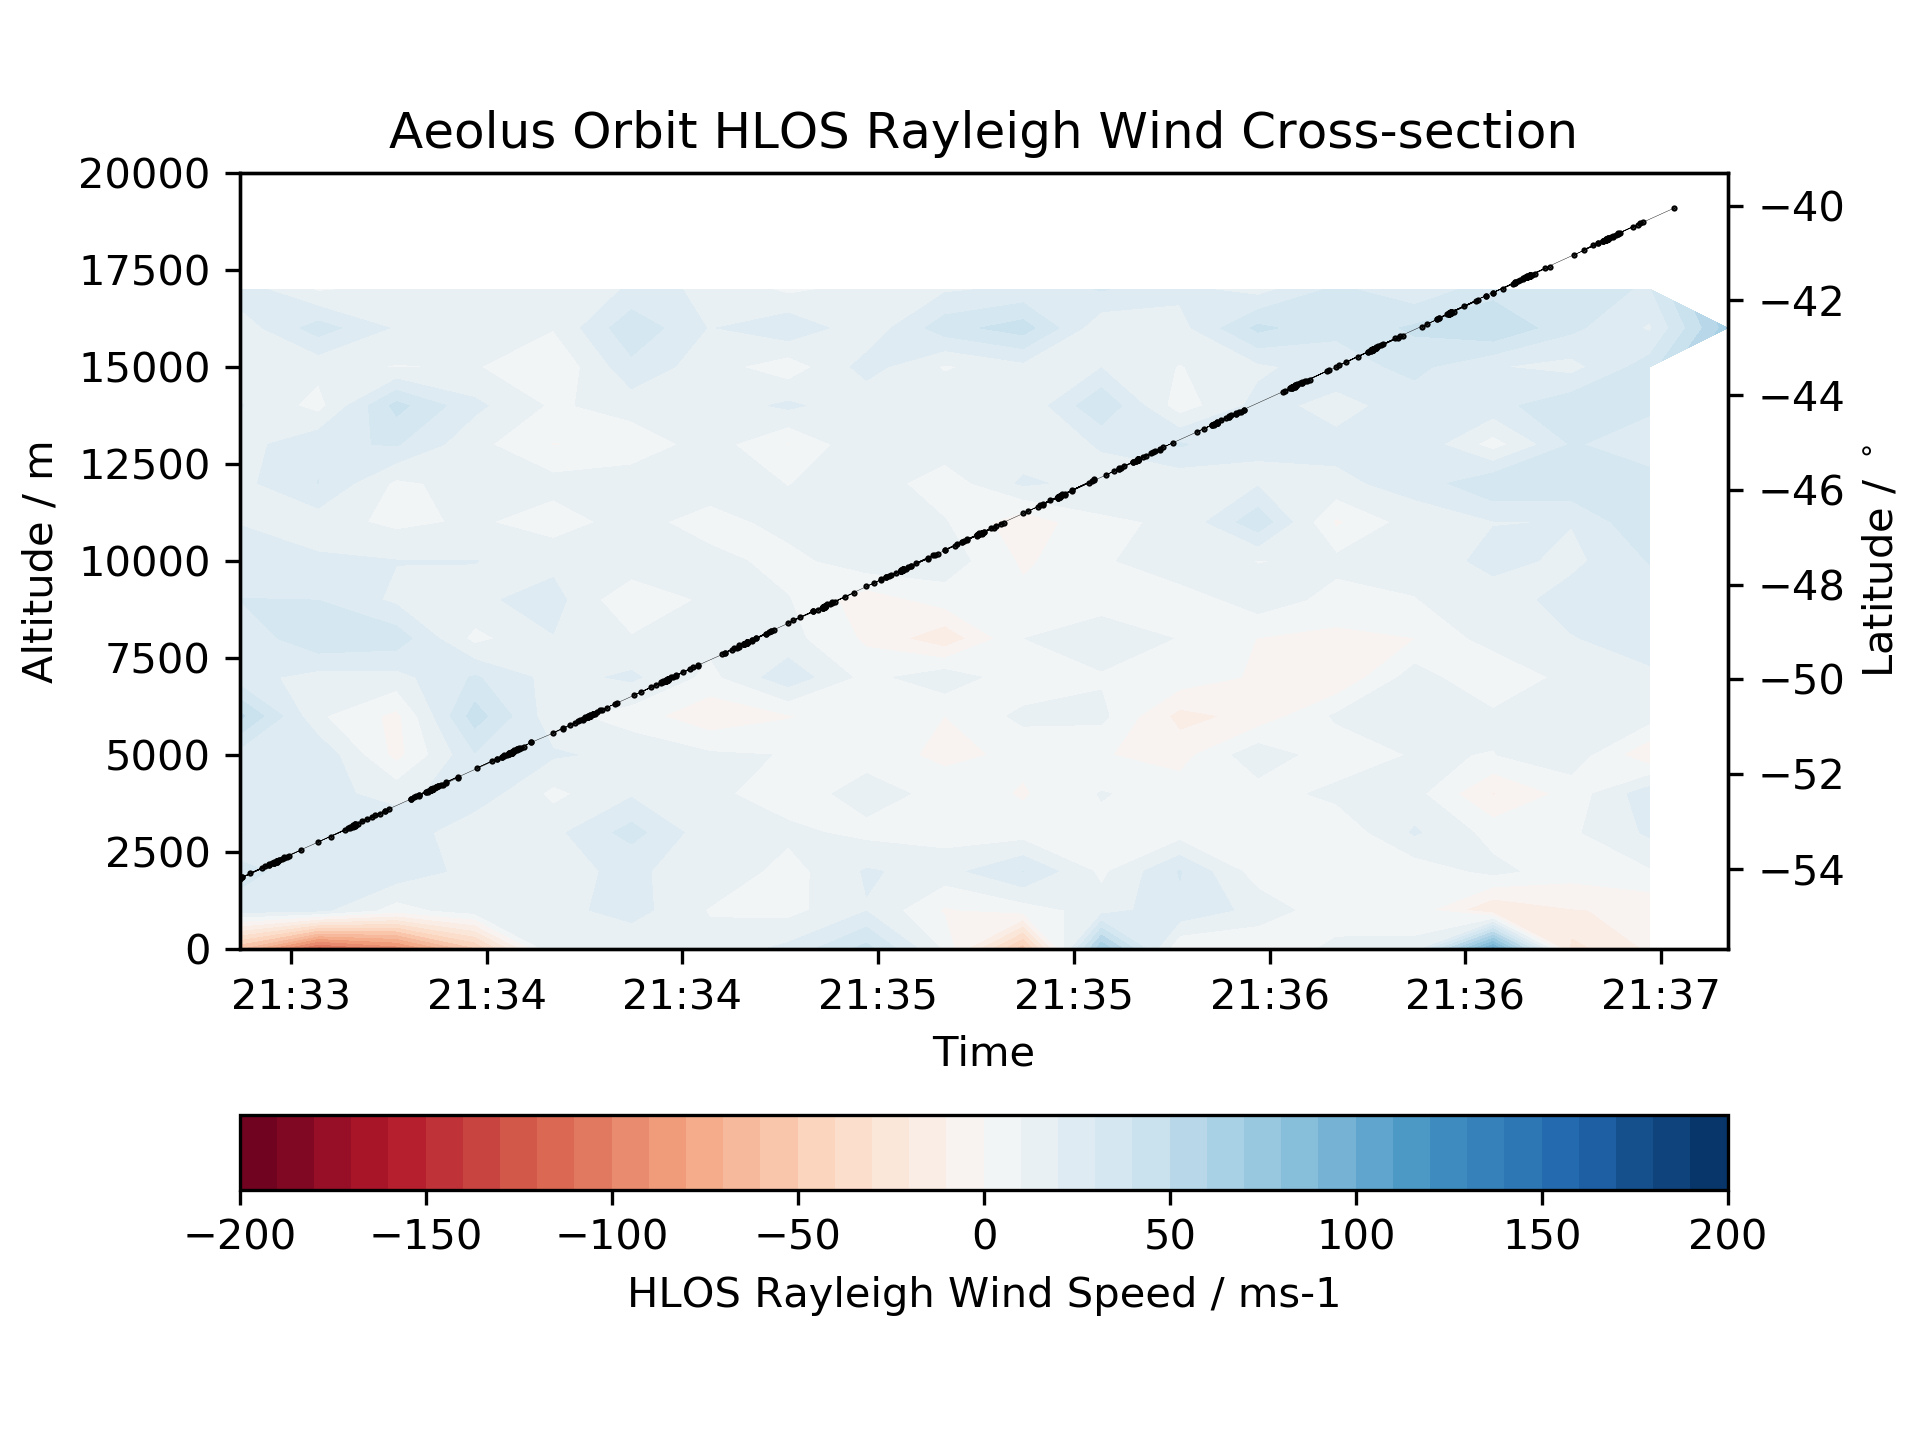 Aeolus Orbit HLOS Rayleigh Wind Cross-section
20000
17500
15000
12500
10000
7500
5000
2500
0
Altitude / m
−40
−42
−44
−46
−48
−50
−52
−54
Latitude / °
21:33 21:34 21:34 21:35 21:35 21:36 21:36 21:37
Time
−200 −150 −100 −50 0 50 100 150 200
HLOS Rayleigh Wind Speed / ms-1